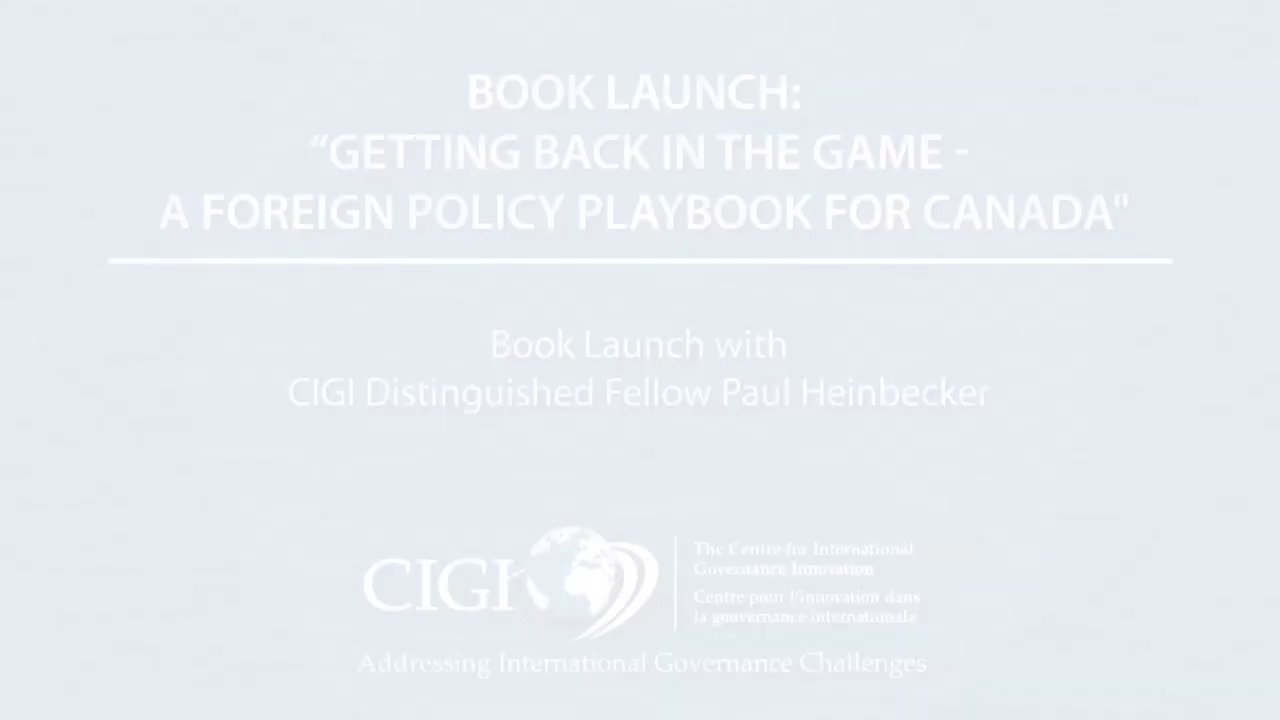 BOOK LAUNCH:
“GETTING BACK IN THE GAME -
A FOREIGN POLICY PLAYBOOK FOR CANADA"
Book Launch with
CIGI Distinguished Fellow Paul Heinbecker
CIGI
The Centre for International
Governance Innovation
Centre pour l'innovation dans
la gouvernance internationale
Addressing International Governance Challenges